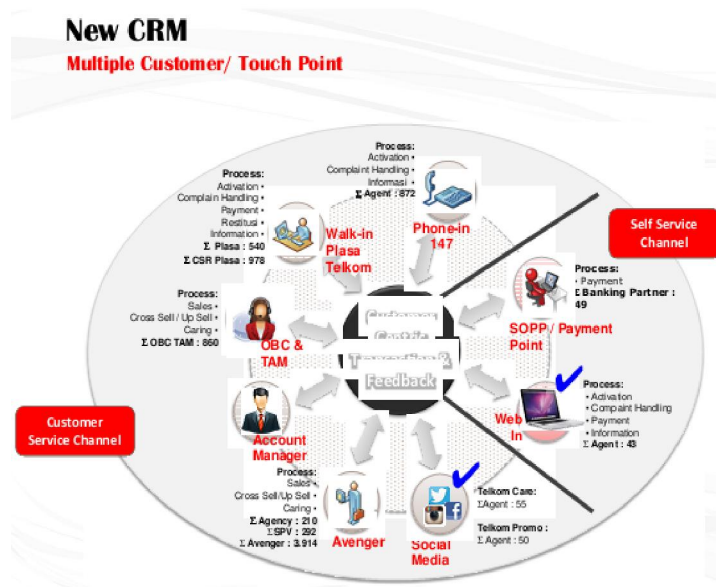 New CRM
Multiple Customer/ Touch Point
Process:
Activation •
Complaint Handling •
Informasi •
Σ Agent : 872
Phone-in
147
Process:
Activation •
Complain Handling •
Payment •
Restitusi •
Information •
Σ Plasa : 540
Σ CSR Plasa : 978
Walk-in
Plasa
Telkom
Self Service
Channel
Process:
• Payment
Σ Banking Partner :
49
SOPP / Payment
Point
Process:
Sales •
Cross Sell / Up Sell •
Caring •
Σ OBC TAM : 860
OBC &
TAM
Customer
Centric
Transaction &
Feedback
Process:
• Activation
• Compaint Handling
• Payment
• Information
Σ Agent : 43
Web
In
Customer
Service Channel
Account
Manager
Process:
Sales •
Cross Sell/Up Sell •
Caring •
Σ Agency : 210
Σ SPV : 292
Σ Avenger : 3.914
Avenger
Social
Media
Telkom Care:
ΣAgent : 55
Telkom Promo :
Σ Agent : 50